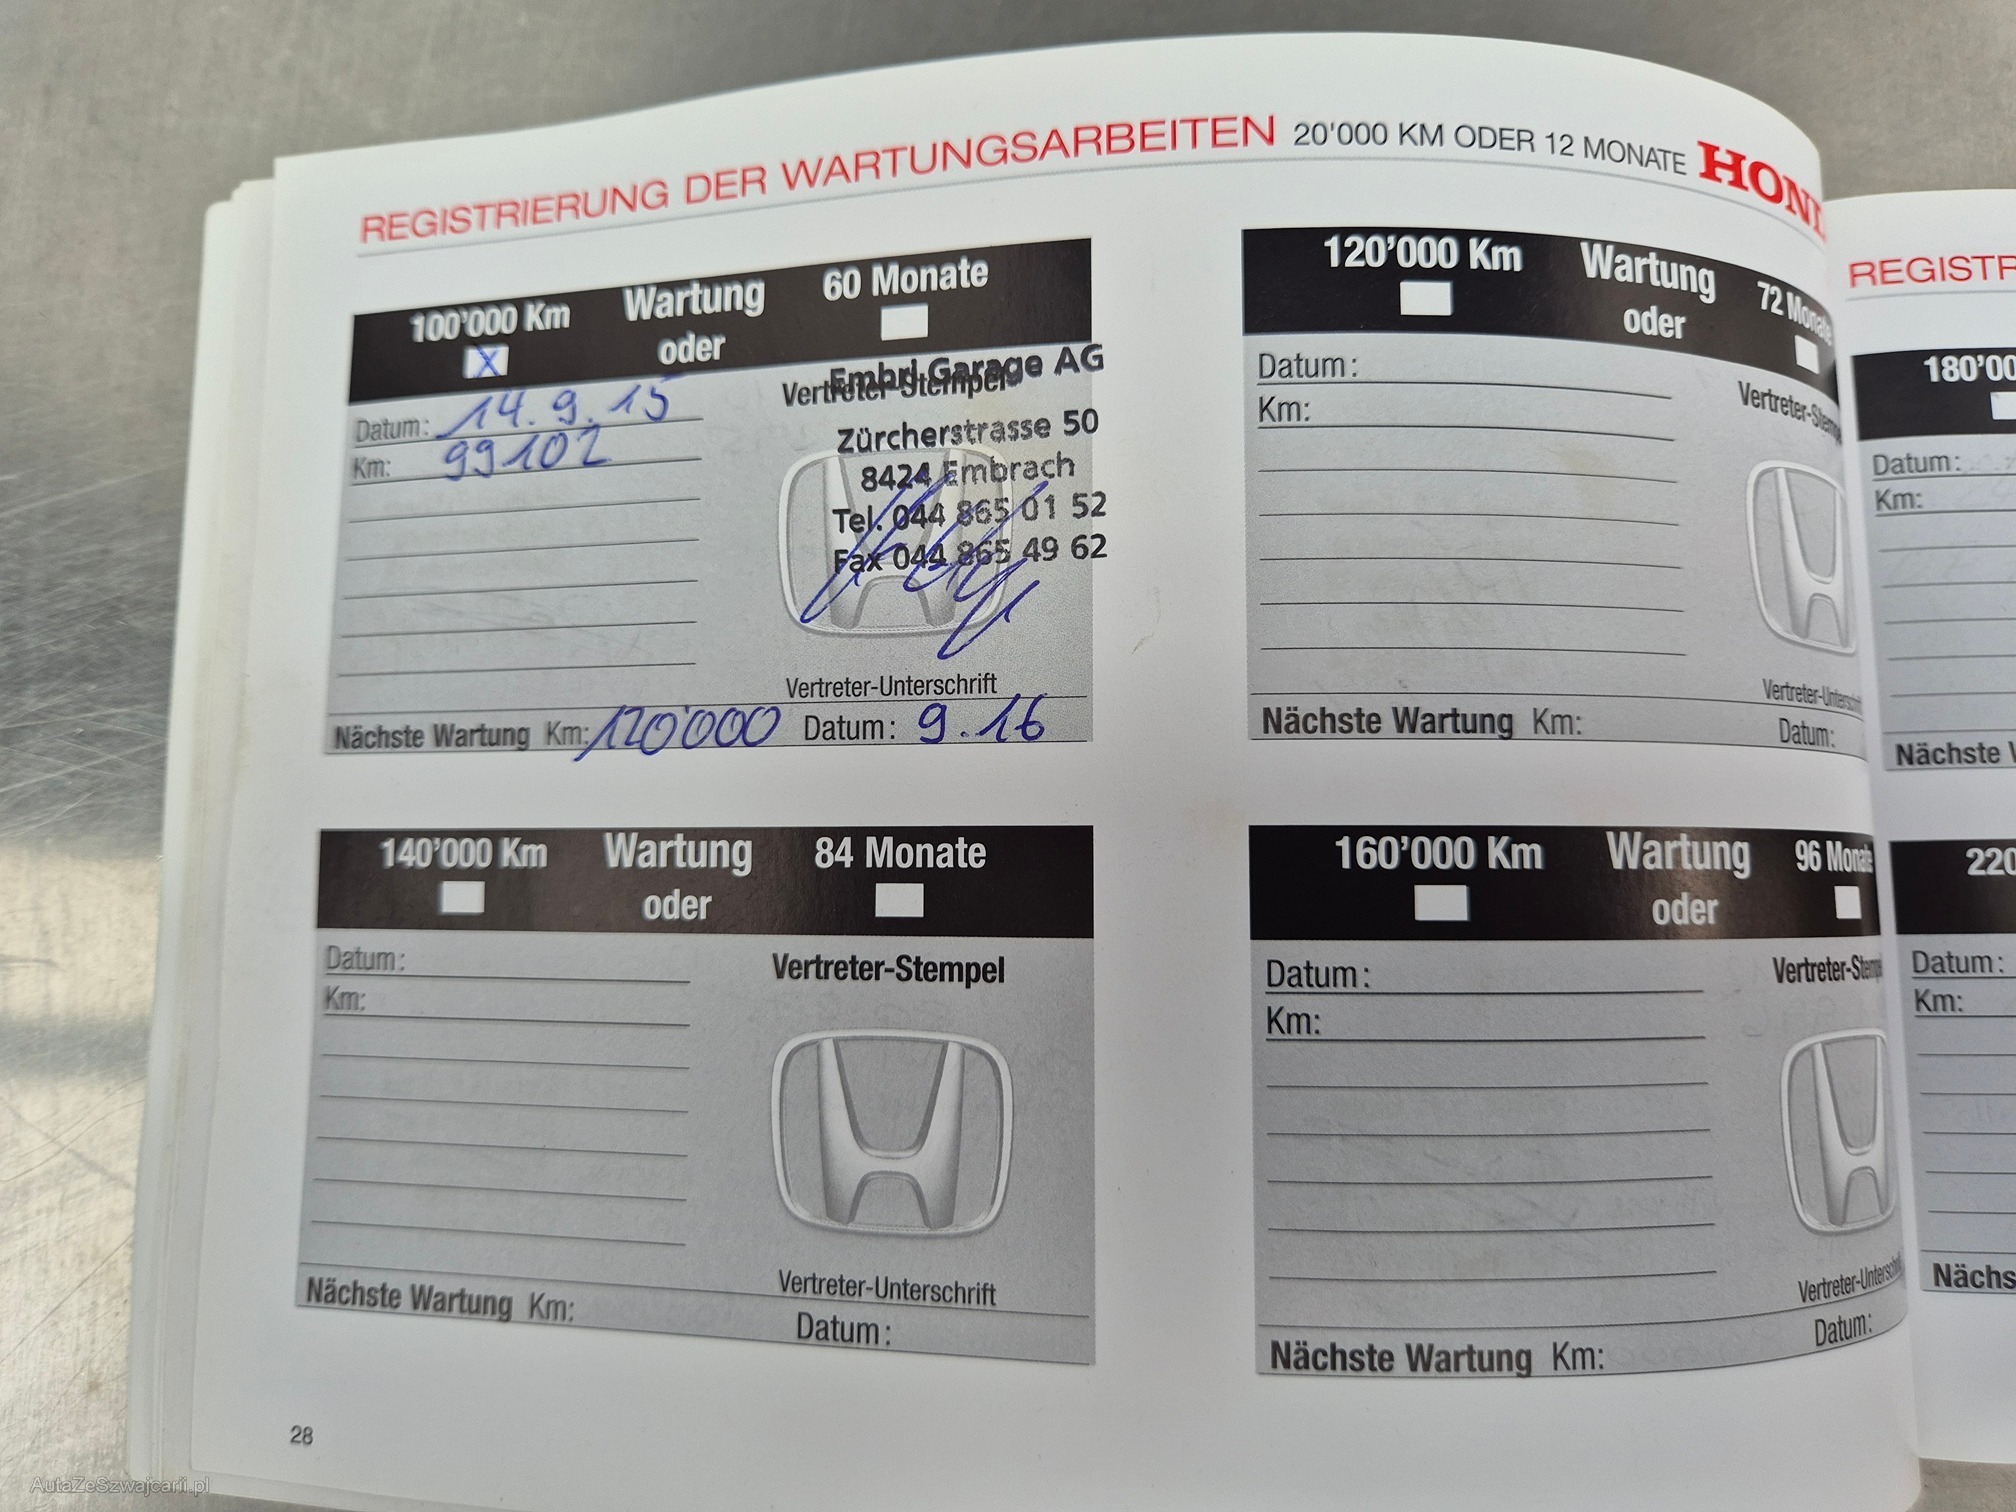 REGISTRIERUNG DER WARTUNGSARBEITEN 20'000 KM ODER 12 MONATE
100'000 Km Wartung oder 60 Monate
X
Datum: 14.9.15
Km: 99102
Vertreter-Stempel
Embri Garage AG
Zürcherstrasse 50
8424 Embrach
Tel. 044 865 01 52
Fax 044 865 49 62
Vertreter-Unterschrift
Nächste Wartung Km: 120'000 Datum: 9.16
120'000 Km Wartung oder 72 Monate
Datum:
Km:
Nächste Wartung Km: Datum:
140'000 Km Wartung oder 84 Monate
Datum:
Km:
Vertreter-Stempel
Vertreter-Unterschrift
Nächste Wartung Km: Datum:
160'000 Km Wartung oder 96
Datum:
Km:
Nächste Wartung Km: Datum:
28
Datum:
Km:
Nächste
Datum:
Km:
AutaZeSzwajcarii.pl